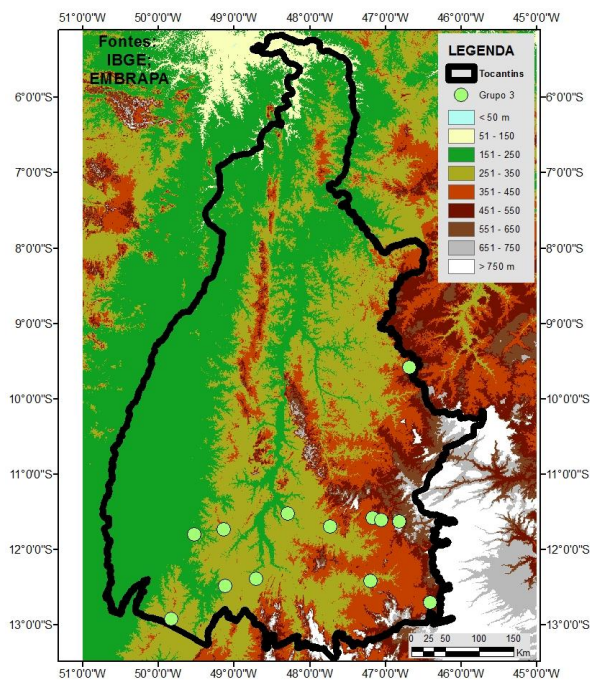 51°0'0"W 50°0'0"W 49°0'0"W 48°0'0"W 47°0'0"W 46°0'0"W 45°0'0"W
Fontes:
IBGE,
EMBRAPA
LEGENDA
Tocantins
Grupo 3
< 50 m
51 - 150
151 - 250
251 - 350
351 - 450
451 - 550
551 - 650
651 - 750
> 750 m
6°0'0"S 6°0'0"S
7°0'0"S 7°0'0"S
8°0'0"S 8°0'0"S
9°0'0"S 9°0'0"S
10°0'0"S 10°0'0"S
11°0'0"S 11°0'0"S
12°0'0"S 12°0'0"S
13°0'0"S 13°0'0"S
0 25 50 100 150
Km
51°0'0"W 50°0'0"W 49°0'0"W 48°0'0"W 47°0'0"W 46°0'0"W 45°0'0"W